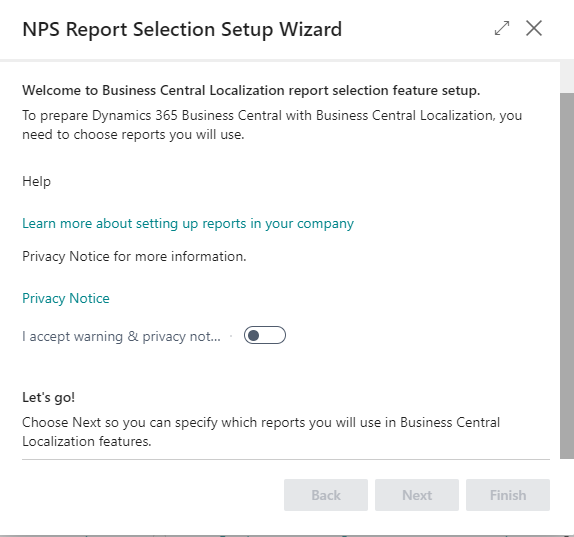 NPS Report Selection Setup Wizard
Welcome to Business Central Localization report selection feature setup.
To prepare Dynamics 365 Business Central with Business Central Localization, you
need to choose reports you will use.
Help
Learn more about setting up reports in your company
Privacy Notice for more information.
Privacy Notice
I accept warning & privacy not...
Let's go!
Choose Next so you can specify which reports you will use in Business Central
Localization features.
Back Next Finish